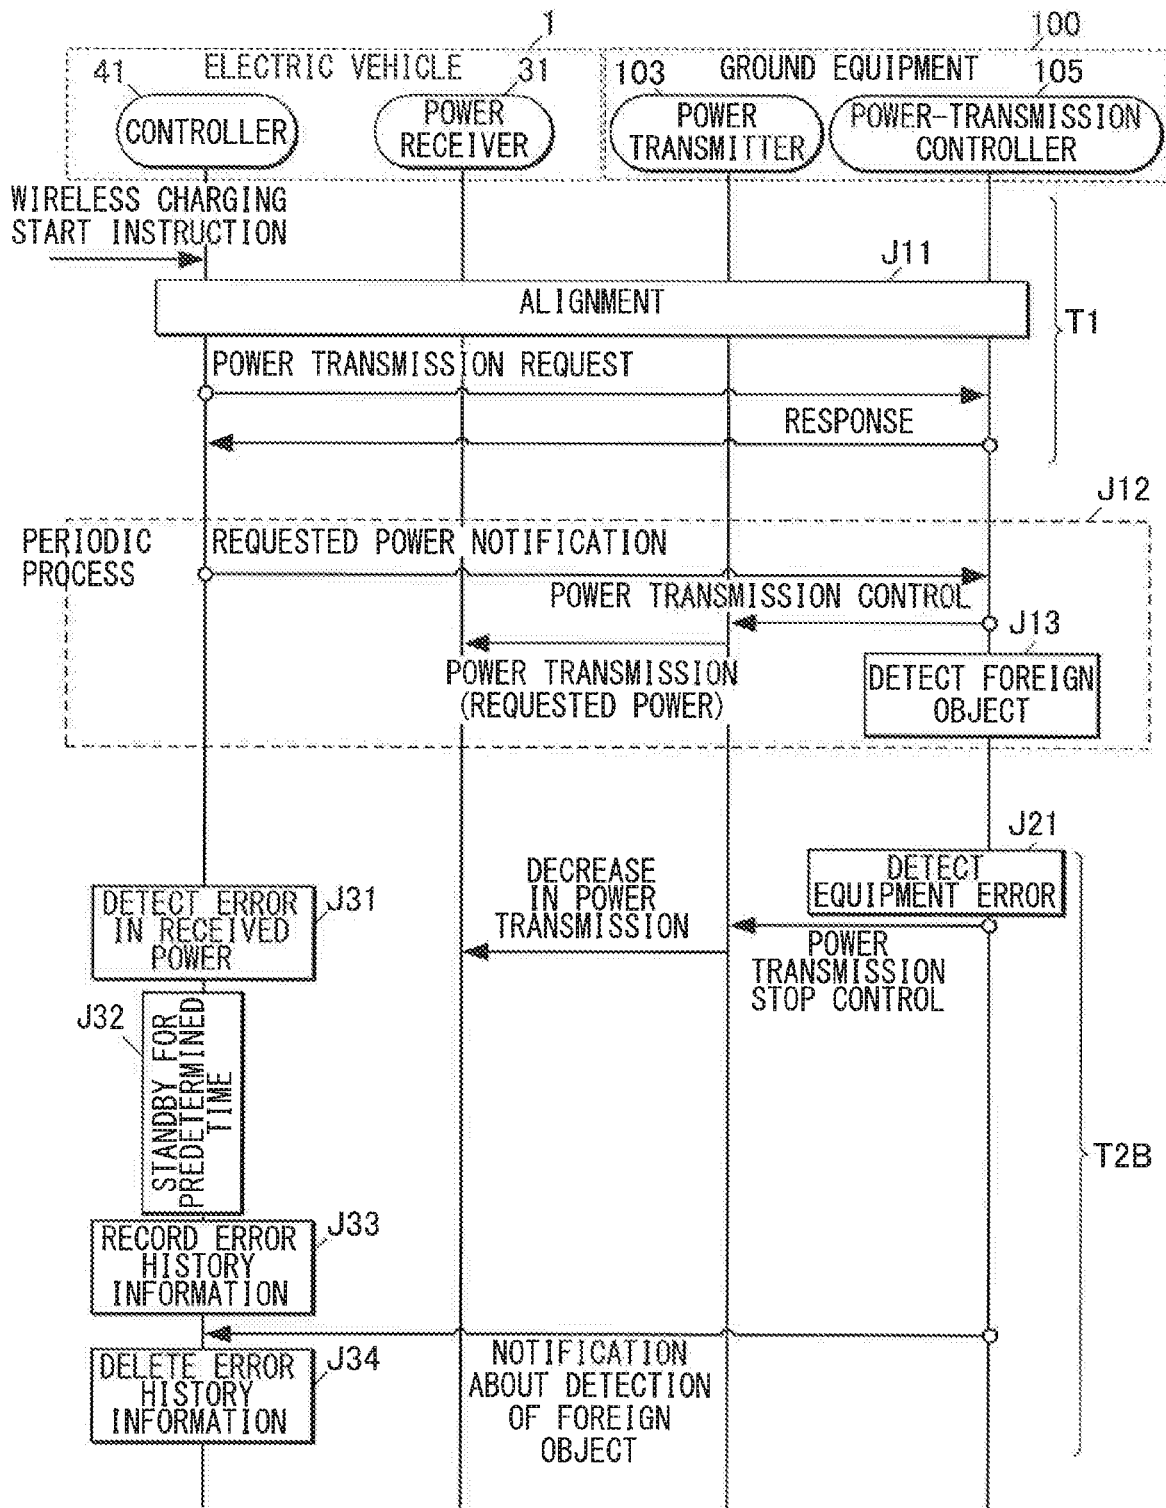 1
100
ELECTRIC VEHICLE
GROUND EQUIPMENT
41
31
103
105
CONTROLLER
POWER
RECEIVER
POWER
TRANSMITTER
POWER-TRANSMISSION
CONTROLLER
WIRELESS CHARGING
START INSTRUCTION
J11
ALIGNMENT
T1
POWER TRANSMISSION REQUEST
RESPONSE
J12
PERIODIC
PROCESS
REQUESTED POWER NOTIFICATION
POWER TRANSMISSION CONTROL
J13
POWER TRANSMISSION
(REQUESTED POWER)
DETECT FOREIGN
OBJECT
J21
DETECT
EQUIPMENT ERROR
DECREASE
IN POWER
TRANSMISSION
J31
DETECT ERROR
IN RECEIVED
POWER
POWER
TRANSMISSION
STOP CONTROL
J32
STANDBY FOR
PREDETERMINED
TIME
T2B
J33
RECORD ERROR
HISTORY
INFORMATION
J34
DELETE ERROR
HISTORY
INFORMATION
NOTIFICATION
ABOUT DETECTION
OF FOREIGN
OBJECT